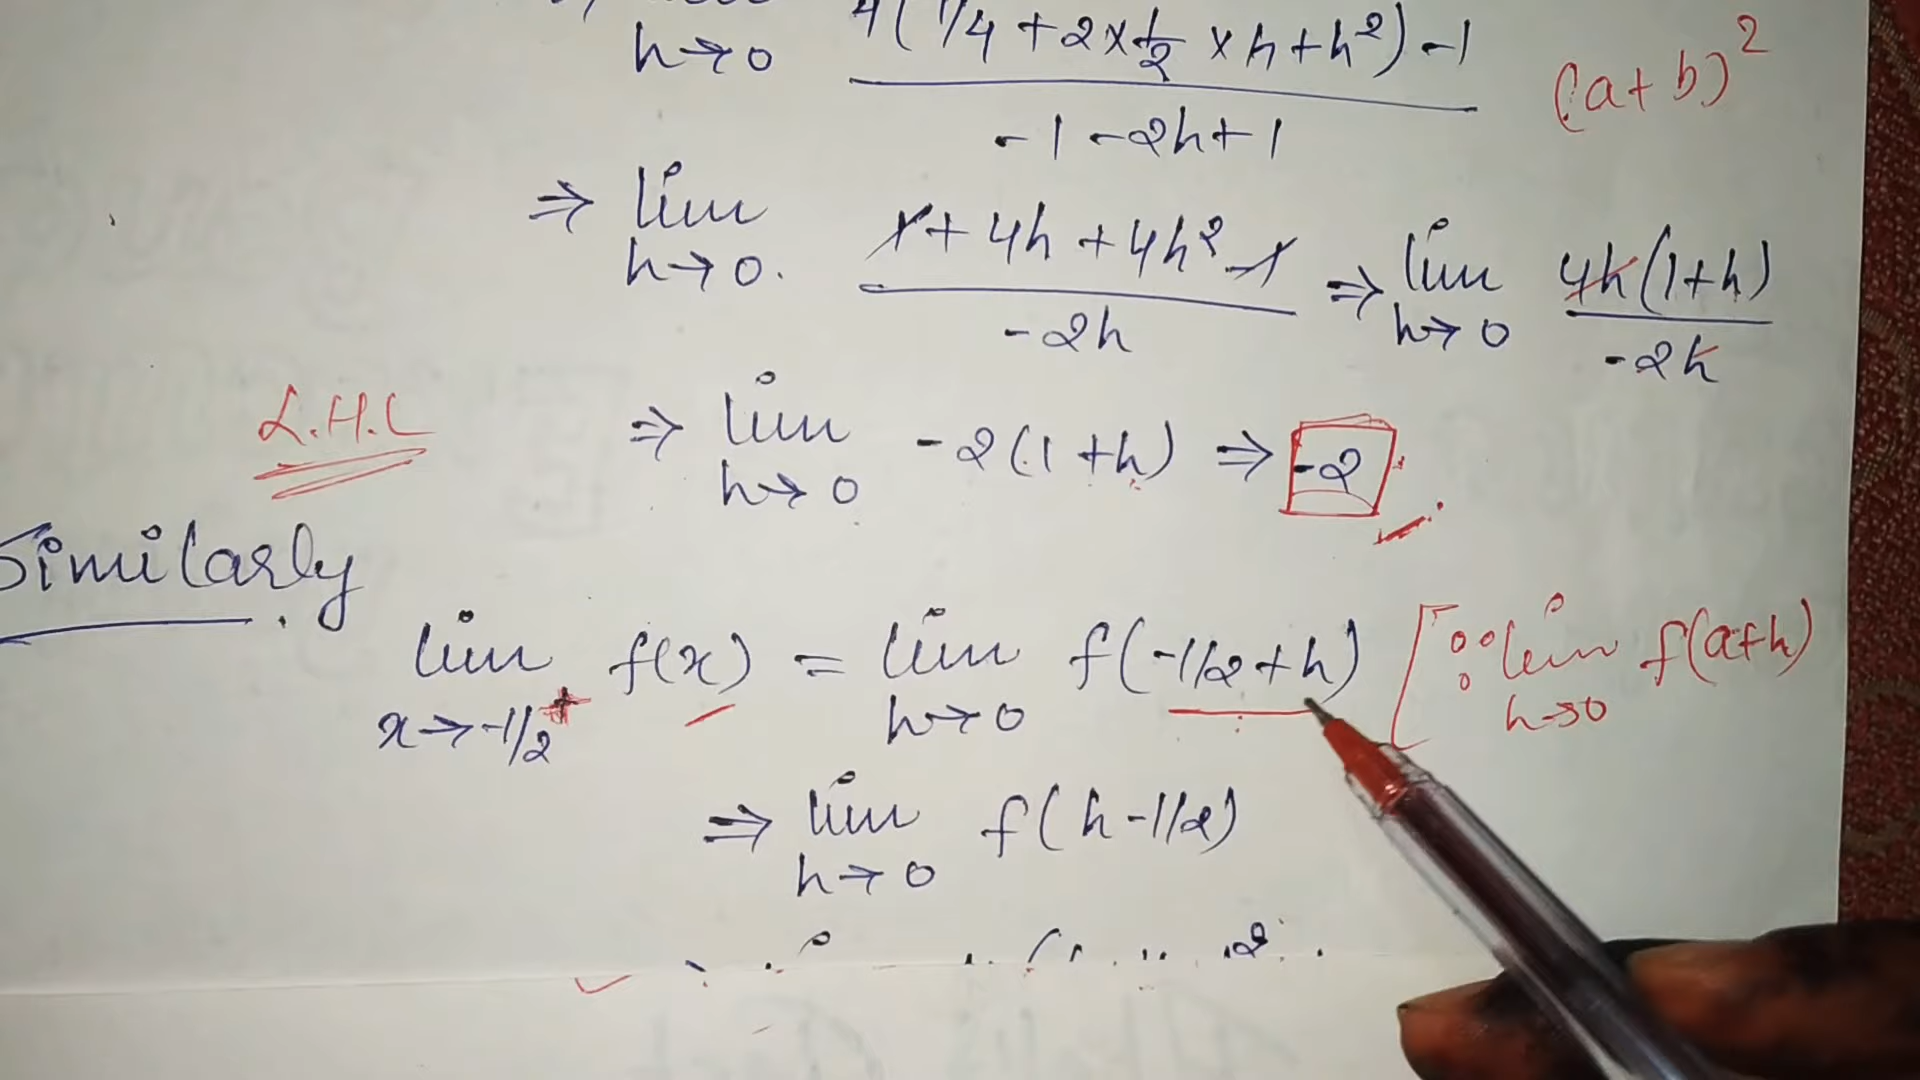 h→0 4(1/4 + 2×1/2 ×h+h²)-1
-1 -2h+1
(a+b)²
⇒ lim h→0. 1+4h+4h²-1 / -2h ⇒ lim h→0 4h(1+h) / -2h
L.H.L ⇒ lim h→0 -2(1+h) ⇒ -2
Similarly.
lim x→-1/2⁺ f(x) = lim h→0 f(-1/2+h) [∵ lim h→0 f(a+h)
⇒ lim h→0 f(h-1/2)